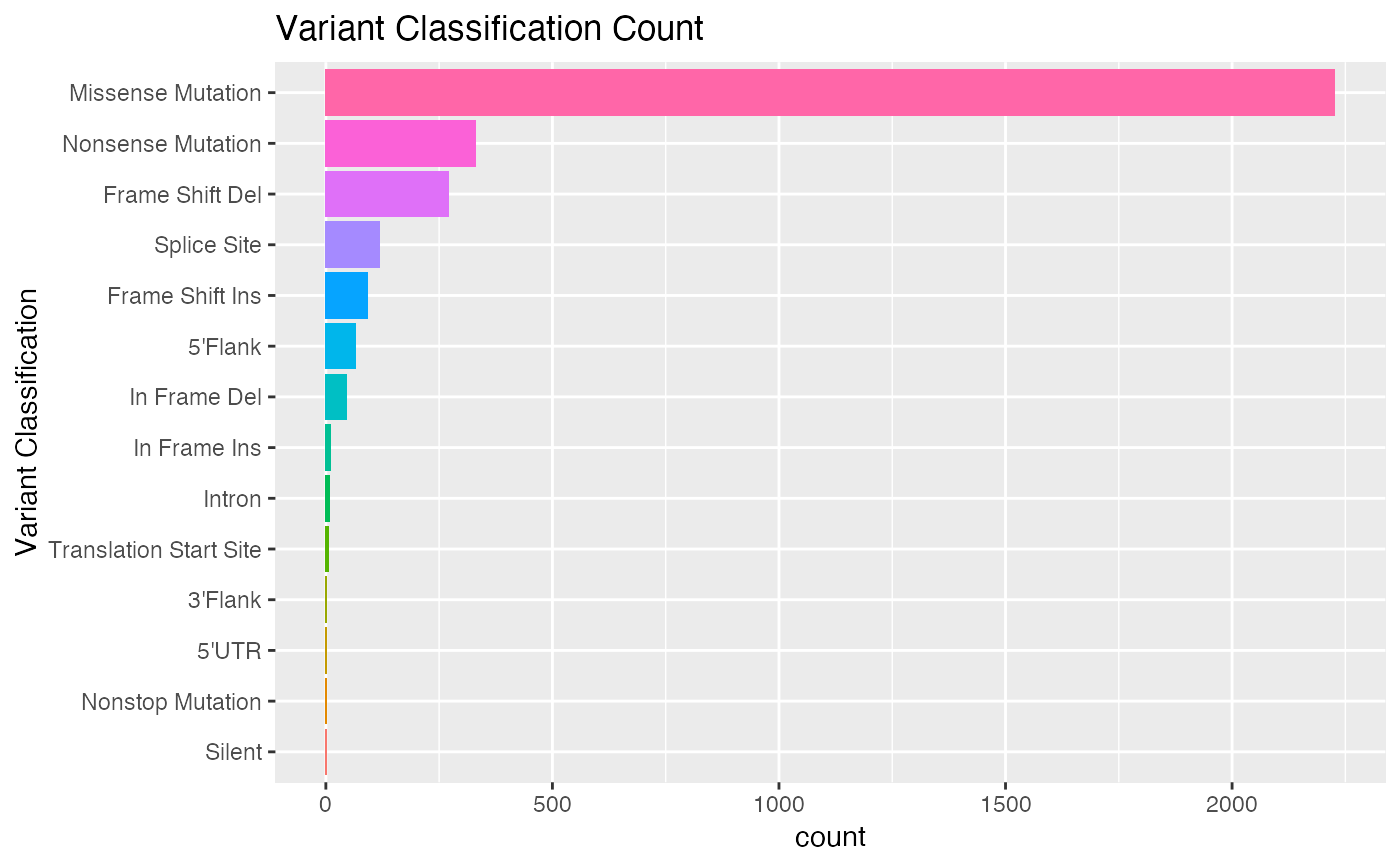 Variant Classification Count
Variant Classification
Missense Mutation
Nonsense Mutation
Frame Shift Del
Splice Site
Frame Shift Ins
5'Flank
In Frame Del
In Frame Ins
Intron
Translation Start Site
3'Flank
5'UTR
Nonstop Mutation
Silent
0 500 1000 1500 2000
count